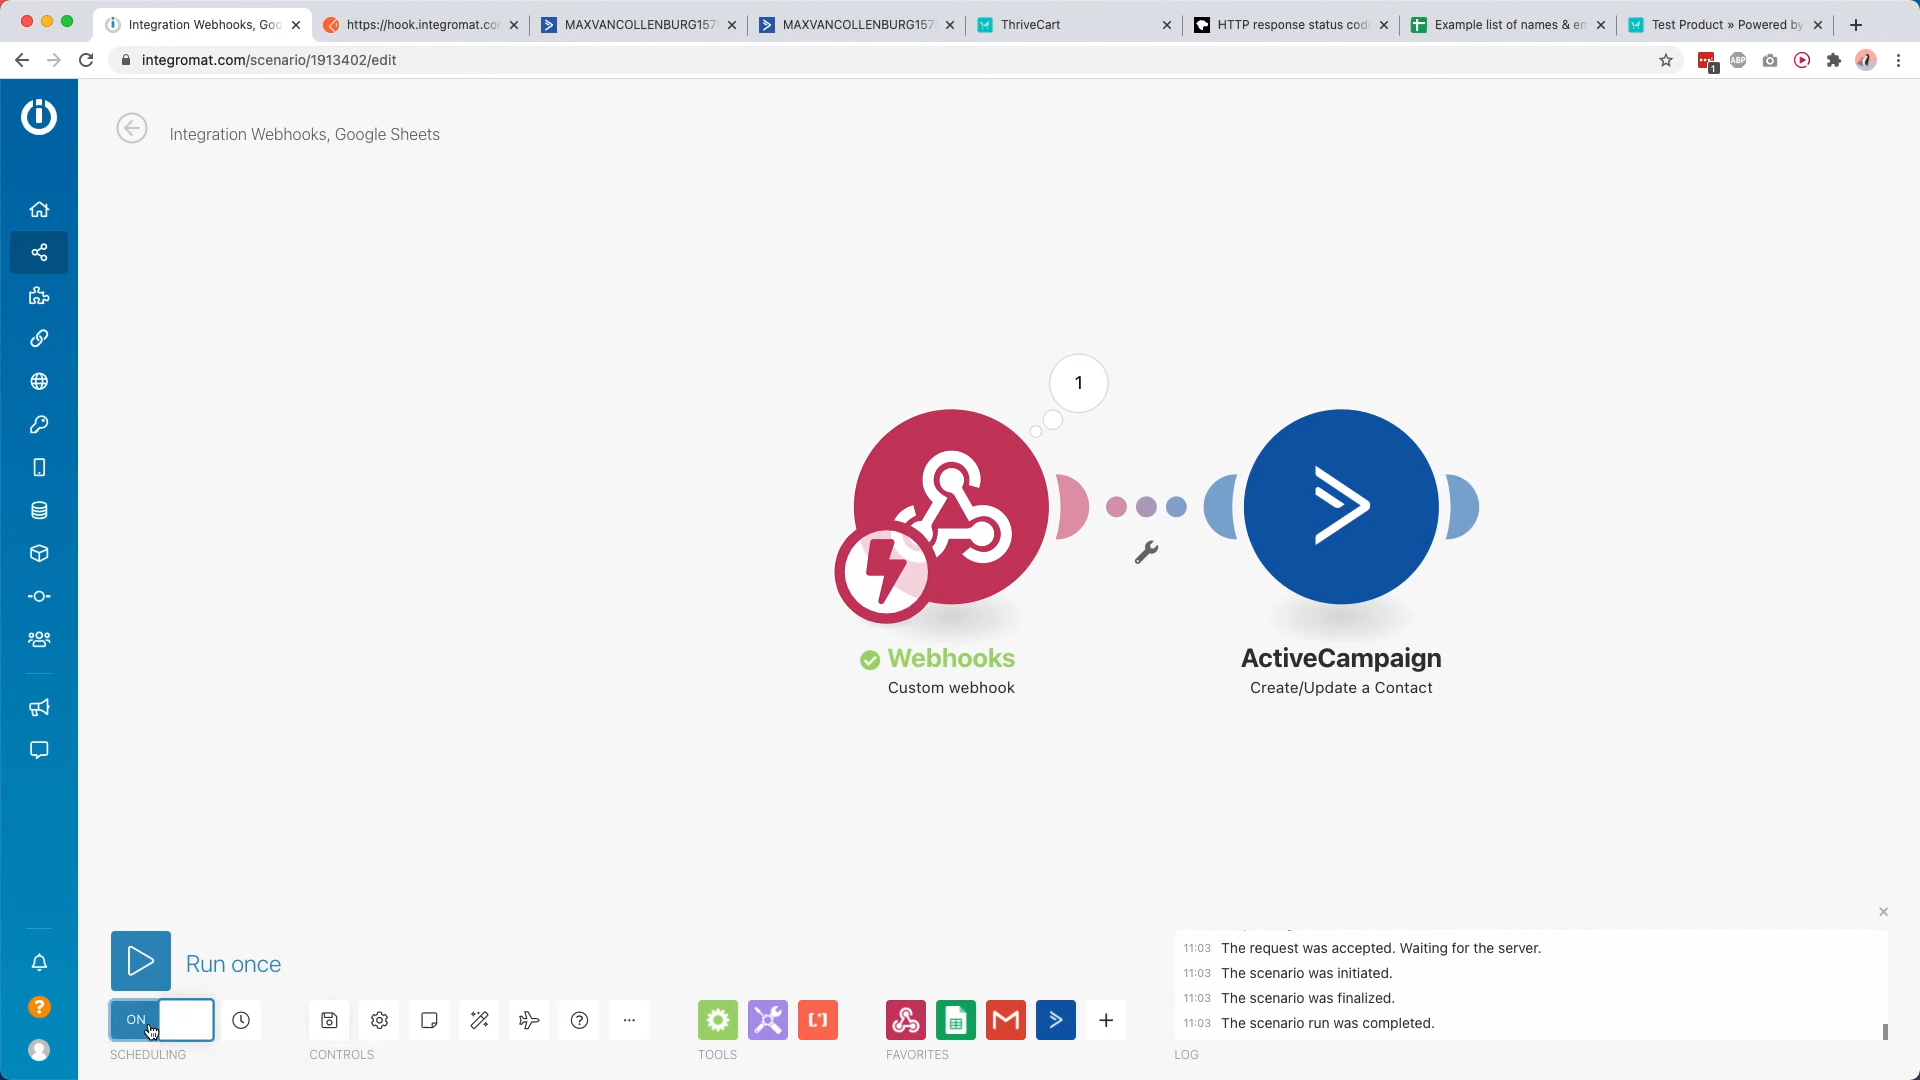 Integration Webhooks, Goo
https://hook.integromat.co
MAXVANCOLLENBURG157
MAXVANCOLLENBURG157
ThriveCart
HTTP response status cod
Example list of names & em
Test Product » Powered by
integromat.com/scenario/1913402/edit
1
ABP
Integration Webhooks, Google Sheets
1
Webhooks
Custom webhook
ActiveCampaign
Create/Update a Contact
Run once
ON
SCHEDULING
CONTROLS
TOOLS
FAVORITES
11:03 The request was accepted. Waiting for the server.
11:03 The scenario was initiated.
11:03 The scenario was finalized.
11:03 The scenario run was completed.
LOG